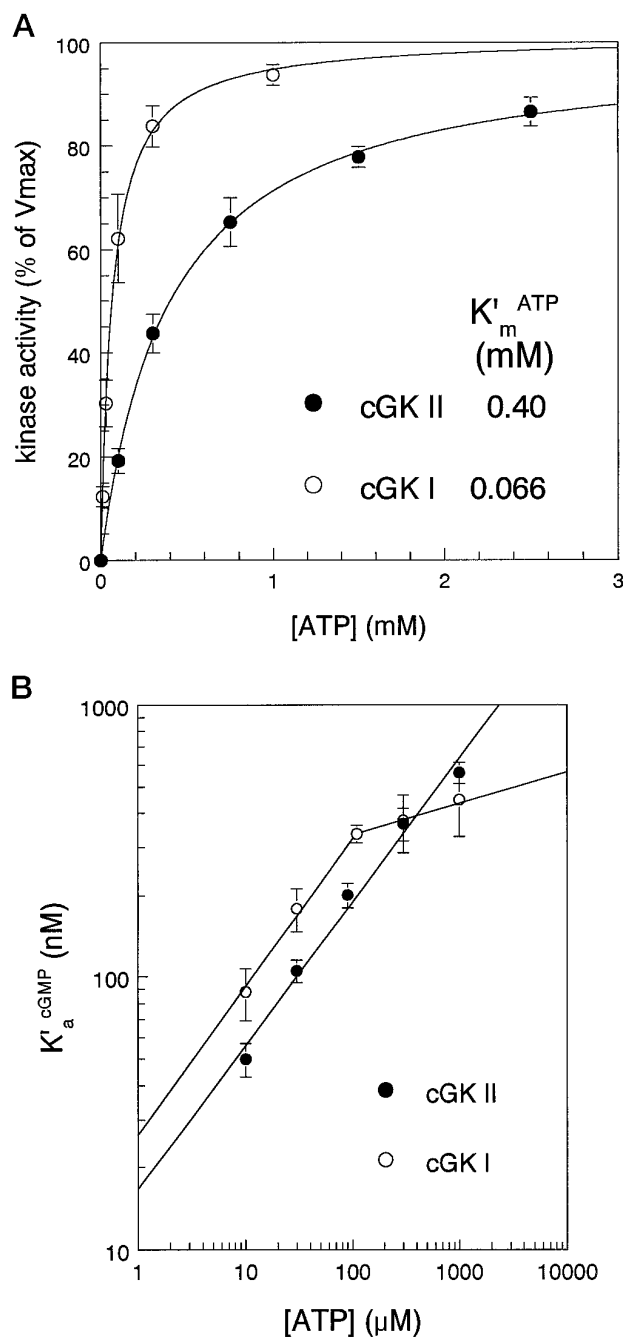 A
100
80
60
40
20
0
kinase activity (% of Vmax)
K'm ATP
(mM)
cGK II 0.40
cGK I 0.066
0 1 2 3
[ATP] (mM)
B
1000
100
10
K'a cGMP (nM)
cGK II
cGK I
1 10 100 1000 10000
[ATP] (µM)